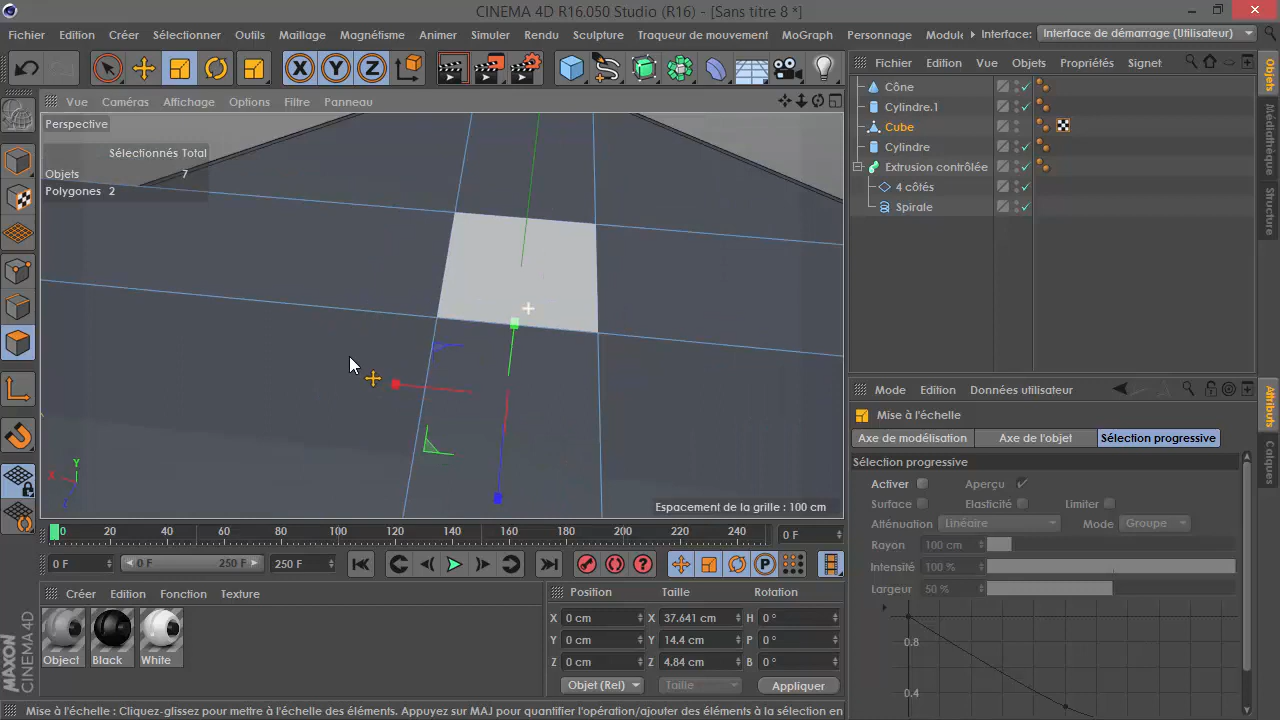 CINEMA 4D R16.050 Studio (R16) - [Sans titre 8 *]
Fichier Edition Créer Sélectionner Outils Maillage Magnétisme Animer Simuler Rendu Sculpture Traqueur de mouvement MoGraph Personnage Module Interface: Interface de démarrage (Utilisateur)
X Y Z
Vue Caméras Affichage Options Filtre Panneau
Fichier Edition Vue Objets Propriétés Signet
Perspective
Sélectionnés Total
Objets 7
Polygones 2
Cône
Cylindre.1
Cube
Cylindre
Extrusion contrôlée
4 côtés
Spirale
Objets
Médiathèque
Structure
Y
X
Z
Espacement de la grille : 100 cm
0 20 40 60 80 100 120 140 160 180 200 220 240 0 F
0 F 0 F 250 F 250 F
P
Créer Edition Fonction Texture
Object Black White
MAXON
CINEMA 4D
Position Taille Rotation
X 0 cm X 37.641 cm H 0 °
Y 0 cm Y 14.4 cm P 0 °
Z 0 cm Z 4.84 cm B 0 °
Objet (Rel) Taille Appliquer
Mode Edition Données utilisateur
Mise à l'échelle
Axe de modélisation Axe de l'objet Sélection progressive
Sélection progressive
Activer Aperçu
Surface Elasticité Limiter
Atténuation Linéaire Mode Groupe
Rayon 100 cm
Intensité 100 %
Largeur 50 %
0.8
0.4
Attributs
Calques
Mise à l'échelle : Cliquez-glissez pour mettre à l'échelle des éléments. Appuyez sur MAJ pour quantifier l'opération/ajouter des éléments à la sélection en